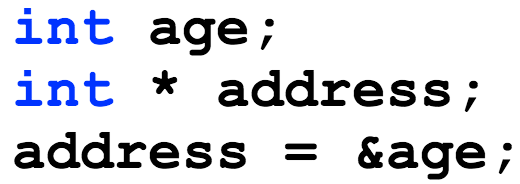 int age;
int * address;
address = &age;